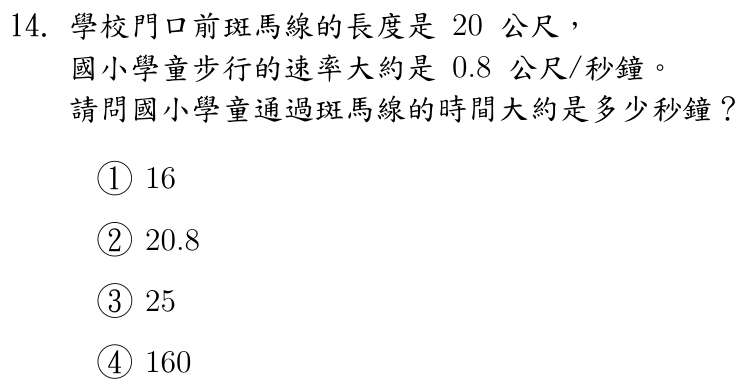 14. 學校門口前斑馬線的長度是 20 公尺，
國小學童步行的速率大約是 0.8 公尺/秒鐘。
請問國小學童通過斑馬線的時間大約是多少秒鐘？
① 16
② 20.8
③ 25
④ 160